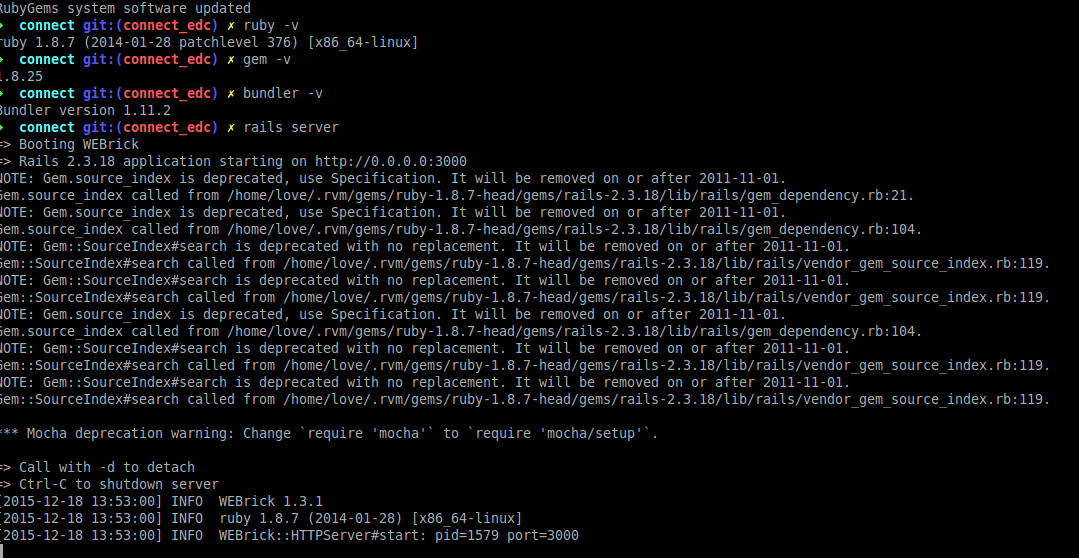 RubyGems system software updated
➜  connect git:(connect_edc) ✗ ruby -v
ruby 1.8.7 (2014-01-28 patchlevel 376) [x86_64-linux]
➜  connect git:(connect_edc) ✗ gem -v
1.8.25
➜  connect git:(connect_edc) ✗ bundler -v
Bundler version 1.11.2
➜  connect git:(connect_edc) ✗ rails server
=> Booting WEBrick
=> Rails 2.3.18 application starting on http://0.0.0.0:3000
NOTE: Gem.source_index is deprecated, use Specification. It will be removed on or after 2011-11-01.
Gem.source_index called from /home/love/.rvm/gems/ruby-1.8.7-head/gems/rails-2.3.18/lib/rails/gem_dependency.rb:21.
NOTE: Gem.source_index is deprecated, use Specification. It will be removed on or after 2011-11-01.
Gem.source_index called from /home/love/.rvm/gems/ruby-1.8.7-head/gems/rails-2.3.18/lib/rails/gem_dependency.rb:104.
NOTE: Gem::SourceIndex#search is deprecated with no replacement. It will be removed on or after 2011-11-01.
Gem::SourceIndex#search called from /home/love/.rvm/gems/ruby-1.8.7-head/gems/rails-2.3.18/lib/rails/vendor_gem_source_index.rb:119.
NOTE: Gem::SourceIndex#search is deprecated with no replacement. It will be removed on or after 2011-11-01.
Gem::SourceIndex#search called from /home/love/.rvm/gems/ruby-1.8.7-head/gems/rails-2.3.18/lib/rails/vendor_gem_source_index.rb:119.
NOTE: Gem.source_index is deprecated, use Specification. It will be removed on or after 2011-11-01.
Gem.source_index called from /home/love/.rvm/gems/ruby-1.8.7-head/gems/rails-2.3.18/lib/rails/gem_dependency.rb:104.
NOTE: Gem::SourceIndex#search is deprecated with no replacement. It will be removed on or after 2011-11-01.
Gem::SourceIndex#search called from /home/love/.rvm/gems/ruby-1.8.7-head/gems/rails-2.3.18/lib/rails/vendor_gem_source_index.rb:119.
NOTE: Gem::SourceIndex#search is deprecated with no replacement. It will be removed on or after 2011-11-01.
Gem::SourceIndex#search called from /home/love/.rvm/gems/ruby-1.8.7-head/gems/rails-2.3.18/lib/rails/vendor_gem_source_index.rb:119.
*** Mocha deprecation warning: Change `require 'mocha'` to `require 'mocha/setup'`.
=> Call with -d to detach
=> Ctrl-C to shutdown server
[2015-12-18 13:53:00] INFO  WEBrick 1.3.1
[2015-12-18 13:53:00] INFO  ruby 1.8.7 (2014-01-28) [x86_64-linux]
[2015-12-18 13:53:00] INFO  WEBrick::HTTPServer#start: pid=1579 port=3000